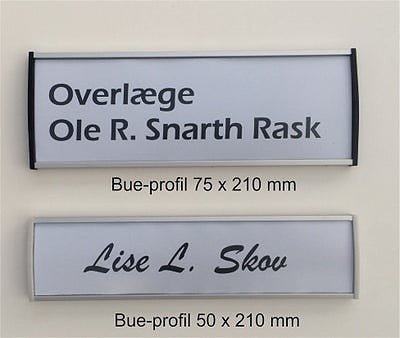 Overlæge
Ole R. Snarth Rask
Bue-profil 75 x 210 mm
Lise L. Skov
Bue-profil 50 x 210 mm